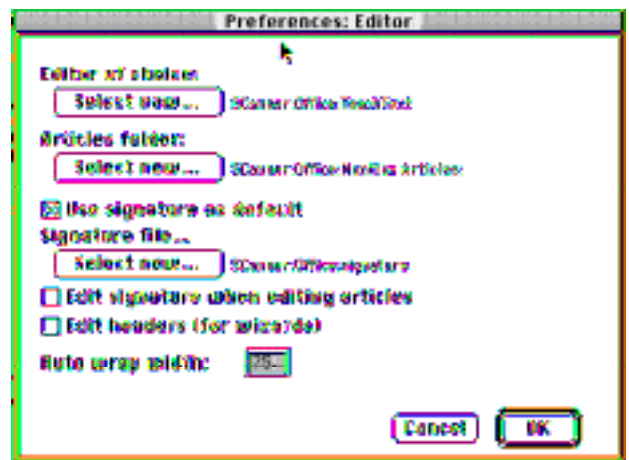 Preferences: Editor
Editor of choice:
Select new...
Articles folder:
Select new...
Use signature as default
Signature file...
Select new...
Edit signature when editing articles
Edit headers (for wizards)
Auto wrap width:
Cancel
OK